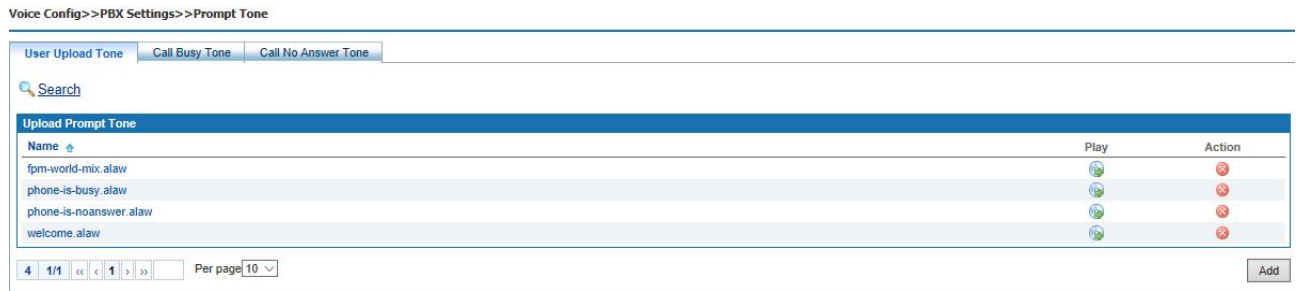 Voice Config>>PBX Settings>>Prompt Tone
User Upload Tone Call Busy Tone Call No Answer Tone
Search
Upload Prompt Tone
Name Play Action
fpm-world-mix.alaw
phone-is-busy.alaw
phone-is-noanswer.alaw
welcome.alaw
4 1/1 « ‹ 1 › » Per page 10 Add